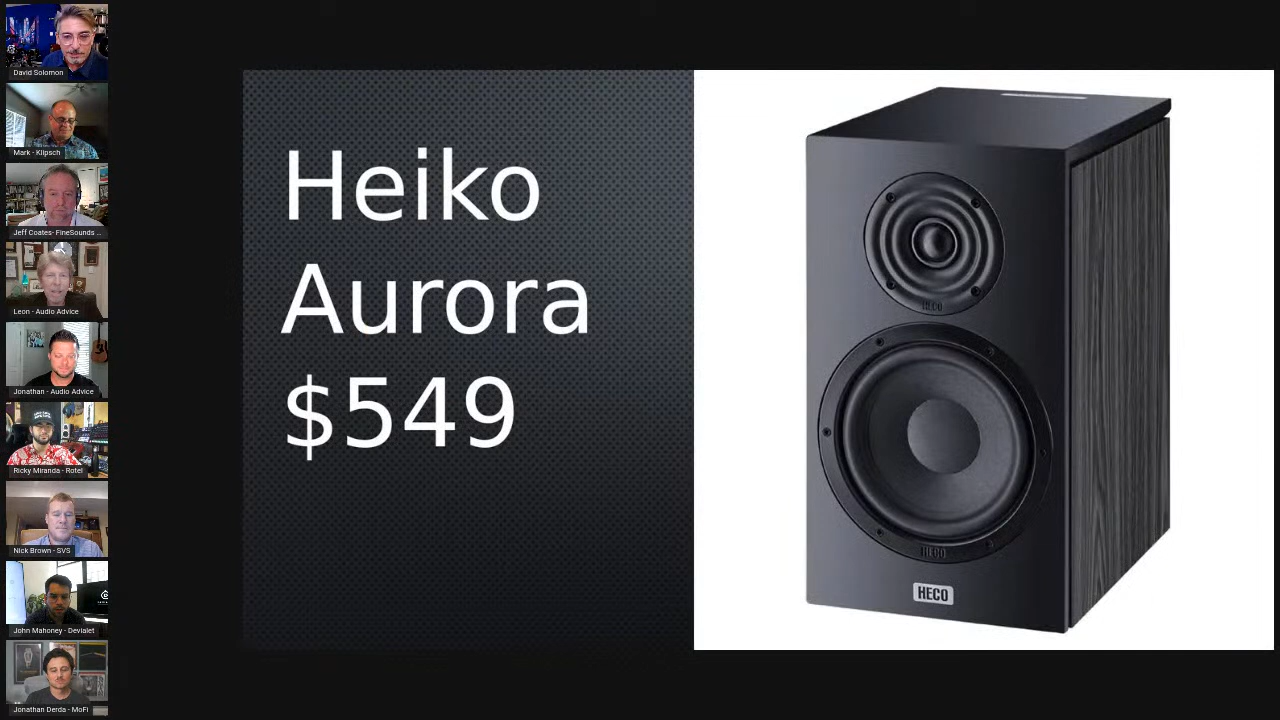 David Solomon
Mark - Klipsch
Jeff Coates- FineSounds ...
Leon - Audio Advice
Jonathan - Audio Advice
Ricky Miranda - Rotel
Nick Brown - SVS
John Mahoney - Devialet
Jonathan Derda - MoFi
Heiko
Aurora
$549
HECO
HECO
HECO